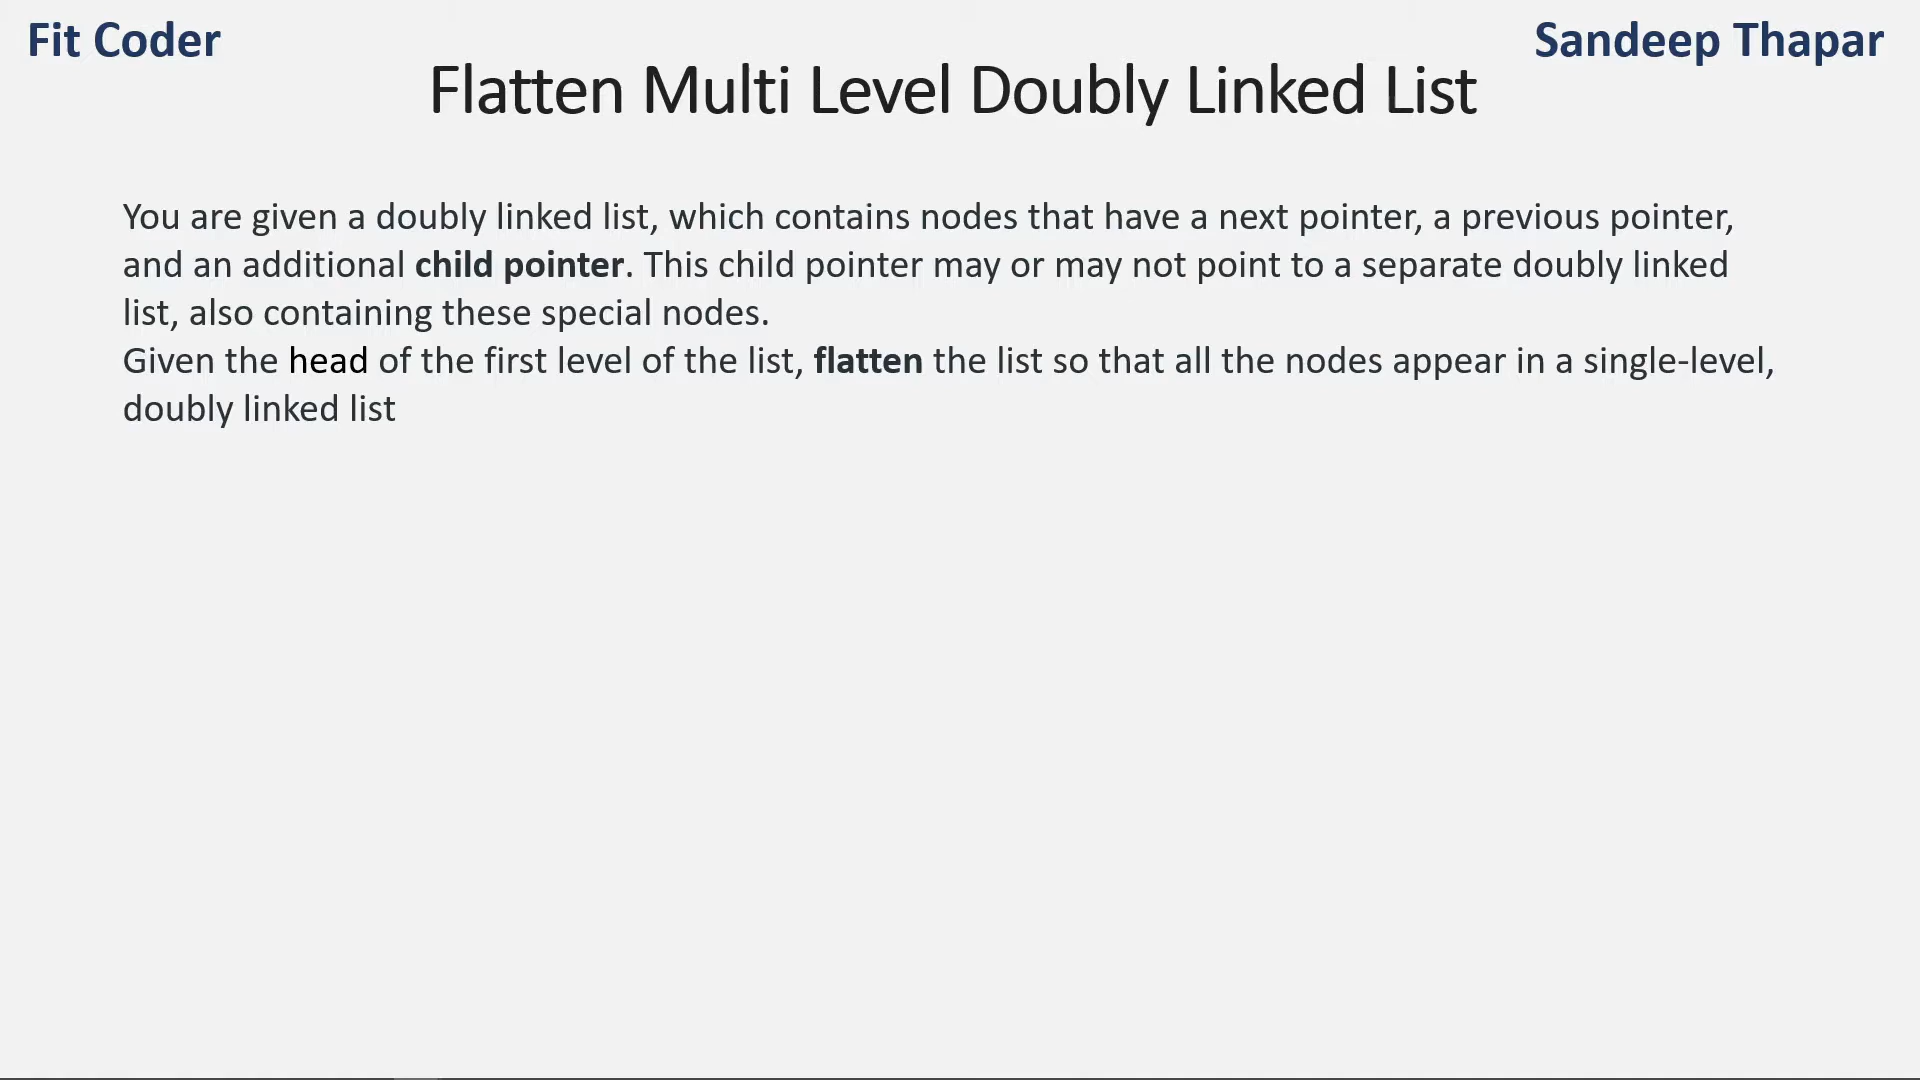 Fit Coder
Sandeep Thapar
Flatten Multi Level Doubly Linked List
You are given a doubly linked list, which contains nodes that have a next pointer, a previous pointer,
and an additional child pointer. This child pointer may or may not point to a separate doubly linked
list, also containing these special nodes.
Given the head of the first level of the list, flatten the list so that all the nodes appear in a single-level,
doubly linked list